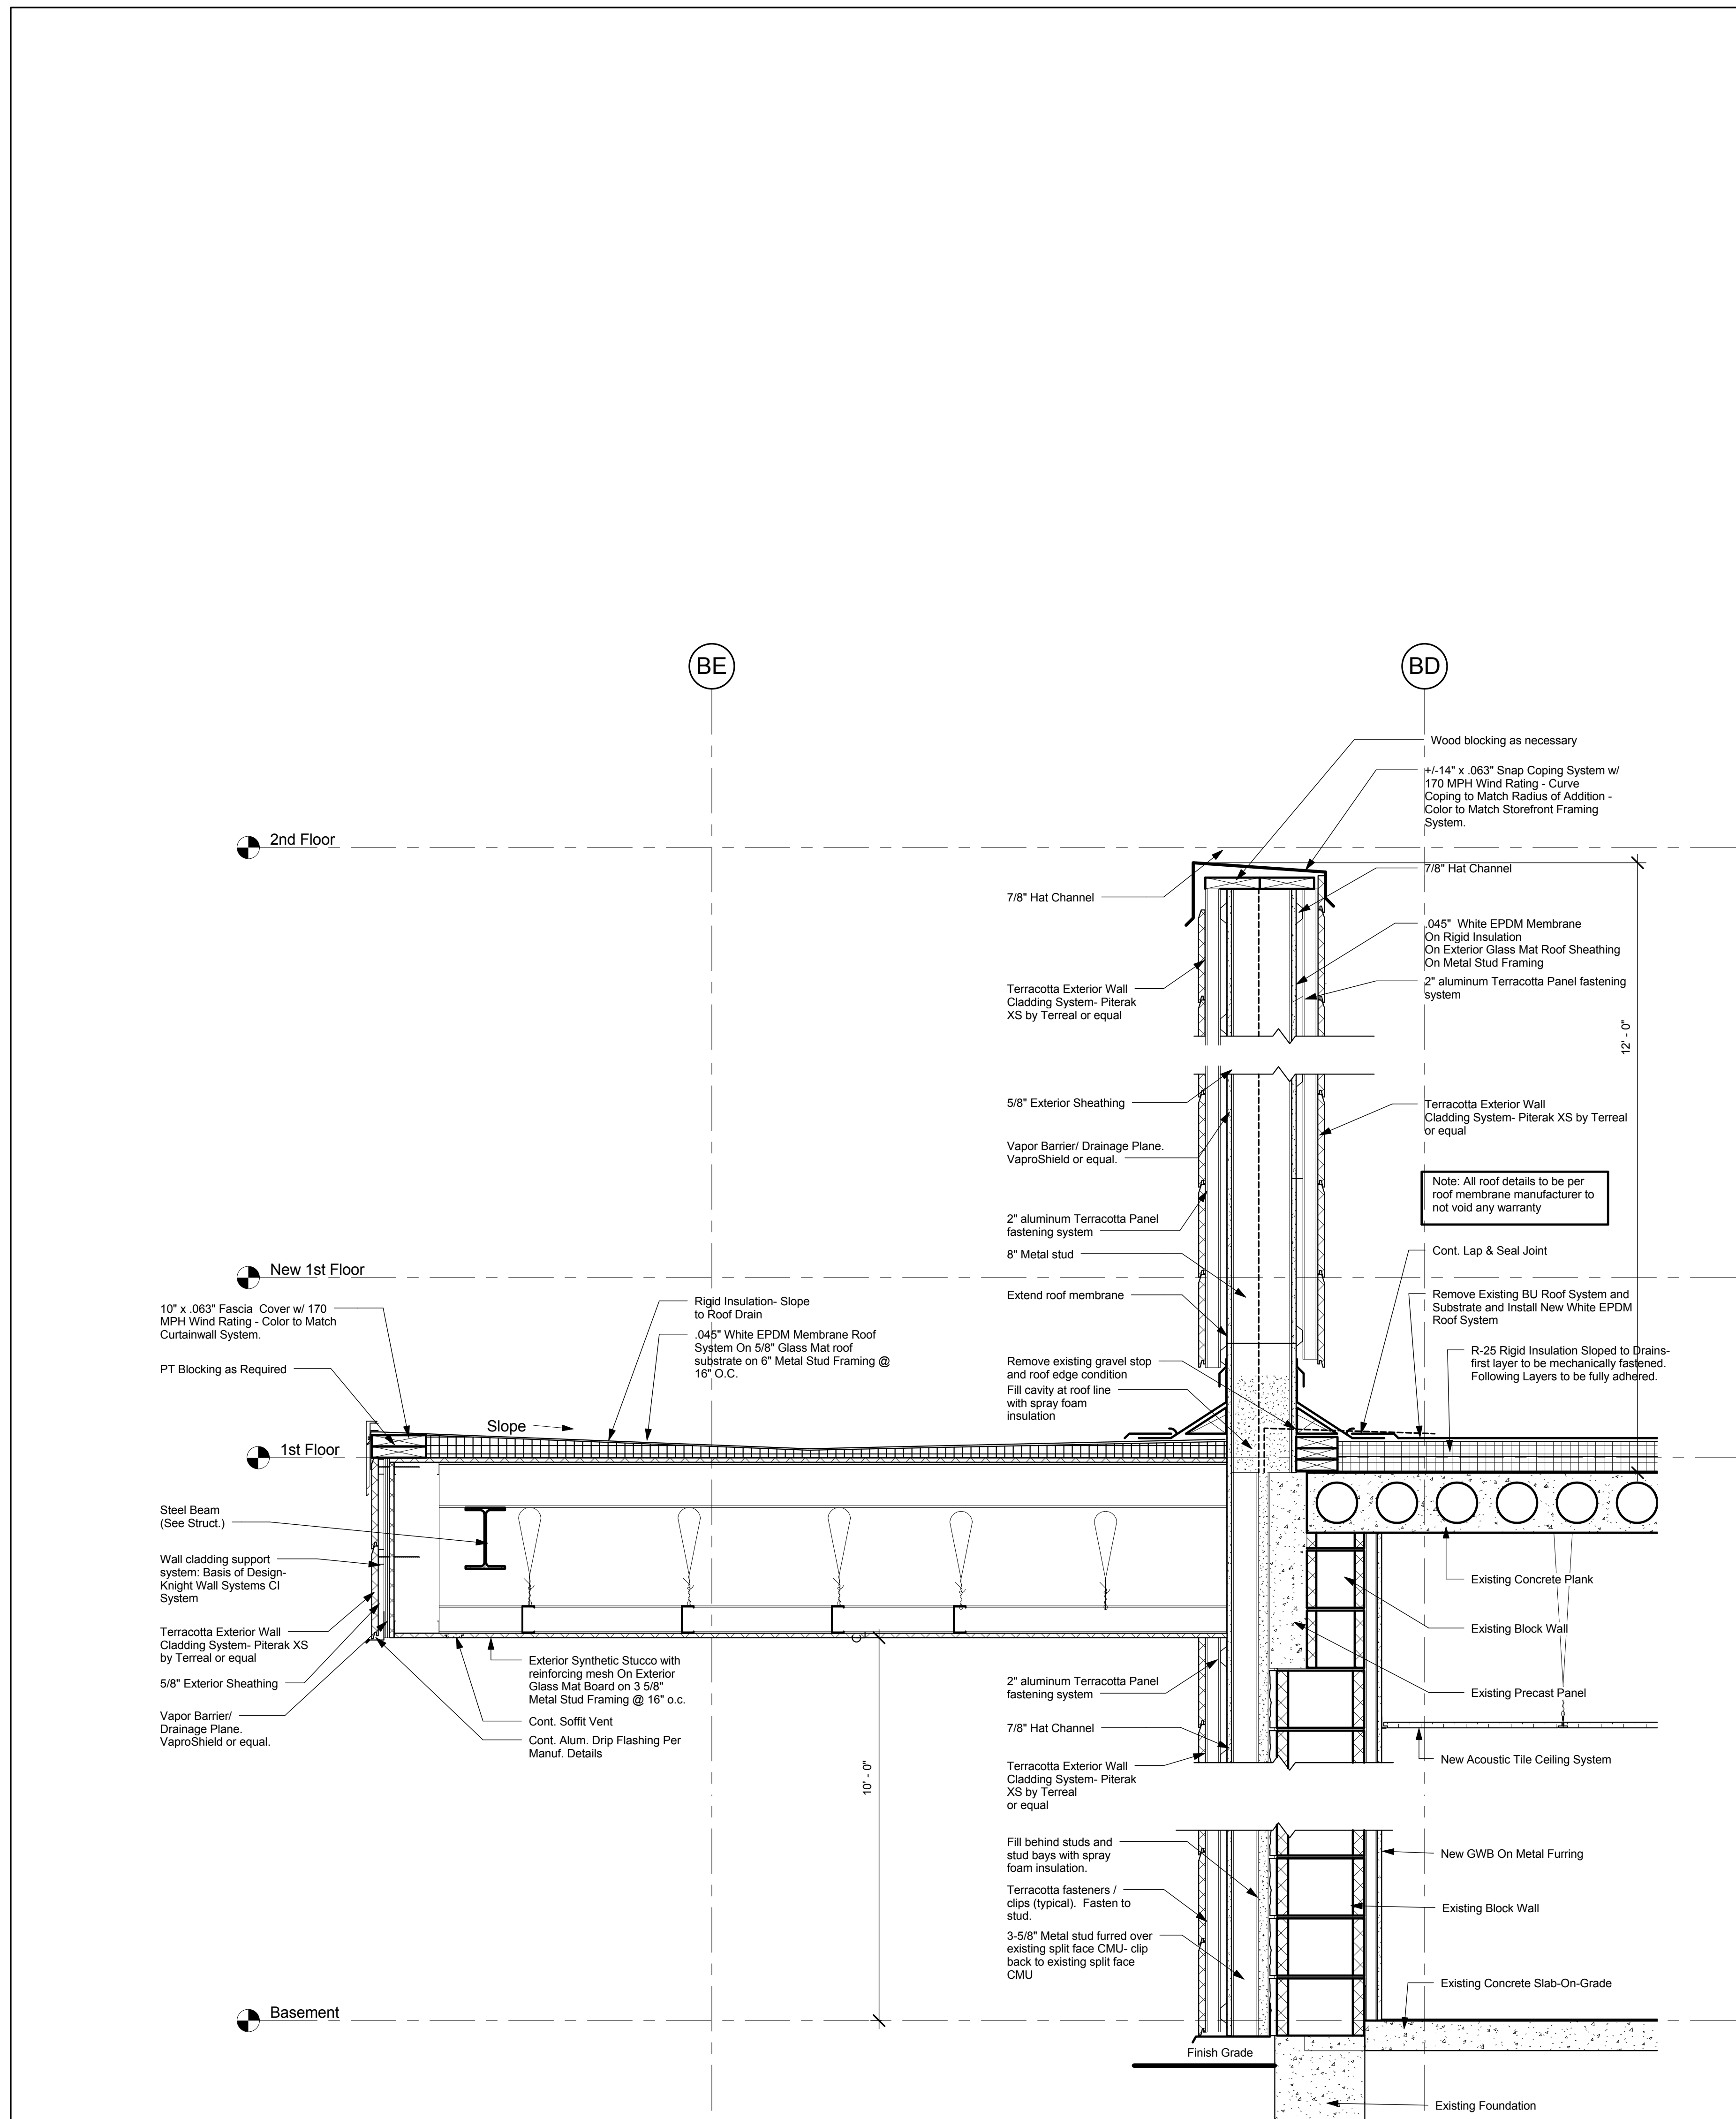 BE
BD
Wood blocking as necessary
+/-14" x .063" Snap Coping System w/
170 MPH Wind Rating - Curve
Coping to Match Radius of Addition -
Color to Match Storefront Framing
System.
2nd Floor
7/8" Hat Channel
7/8" Hat Channel
.045" White EPDM Membrane
On Rigid Insulation
On Exterior Glass Mat Roof Sheathing
On Metal Stud Framing
2" aluminum Terracotta Panel fastening
system
Terracotta Exterior Wall
Cladding System- Piterak
XS by Terreal or equal
12' - 0"
5/8" Exterior Sheathing
Terracotta Exterior Wall
Cladding System- Piterak XS by Terreal
or equal
Vapor Barrier/ Drainage Plane.
VaproShield or equal.
Note: All roof details to be per
roof membrane manufacturer to
not void any warranty
2" aluminum Terracotta Panel
fastening system
8" Metal stud
Cont. Lap & Seal Joint
New 1st Floor
Extend roof membrane
Remove Existing BU Roof System and
Substrate and Install New White EPDM
Roof System
10" x .063" Fascia Cover w/ 170
MPH Wind Rating - Color to Match
Curtainwall System.
Rigid Insulation- Slope
to Roof Drain
.045" White EPDM Membrane Roof
System On 5/8" Glass Mat roof
substrate on 6" Metal Stud Framing @
16" O.C.
PT Blocking as Required
Remove existing gravel stop
and roof edge condition
Fill cavity at roof line
with spray foam
insulation
R-25 Rigid Insulation Sloped to Drains-
first layer to be mechanically fastened.
Following Layers to be fully adhered.
Slope
1st Floor
Steel Beam
(See Struct.)
Wall cladding support
system: Basis of Design-
Knight Wall Systems CI
System
Terracotta Exterior Wall
Cladding System- Piterak XS
by Terreal or equal
5/8" Exterior Sheathing
Vapor Barrier/
Drainage Plane.
VaproShield or equal.
Exterior Synthetic Stucco with
reinforcing mesh On Exterior
Glass Mat Board on 3 5/8"
Metal Stud Framing @ 16" o.c.
Cont. Soffit Vent
Cont. Alum. Drip Flashing Per
Manuf. Details
10' - 0"
Existing Concrete Plank
Existing Block Wall
Existing Precast Panel
2" aluminum Terracotta Panel
fastening system
7/8" Hat Channel
New Acoustic Tile Ceiling System
Terracotta Exterior Wall
Cladding System- Piterak
XS by Terreal
or equal
Fill behind studs and
stud bays with spray
foam insulation.
New GWB On Metal Furring
Terracotta fasteners /
clips (typical). Fasten to
stud.
Existing Block Wall
3-5/8" Metal stud furred over
existing split face CMU- clip
back to existing split face
CMU
Existing Concrete Slab-On-Grade
Basement
Finish Grade
Existing Foundation